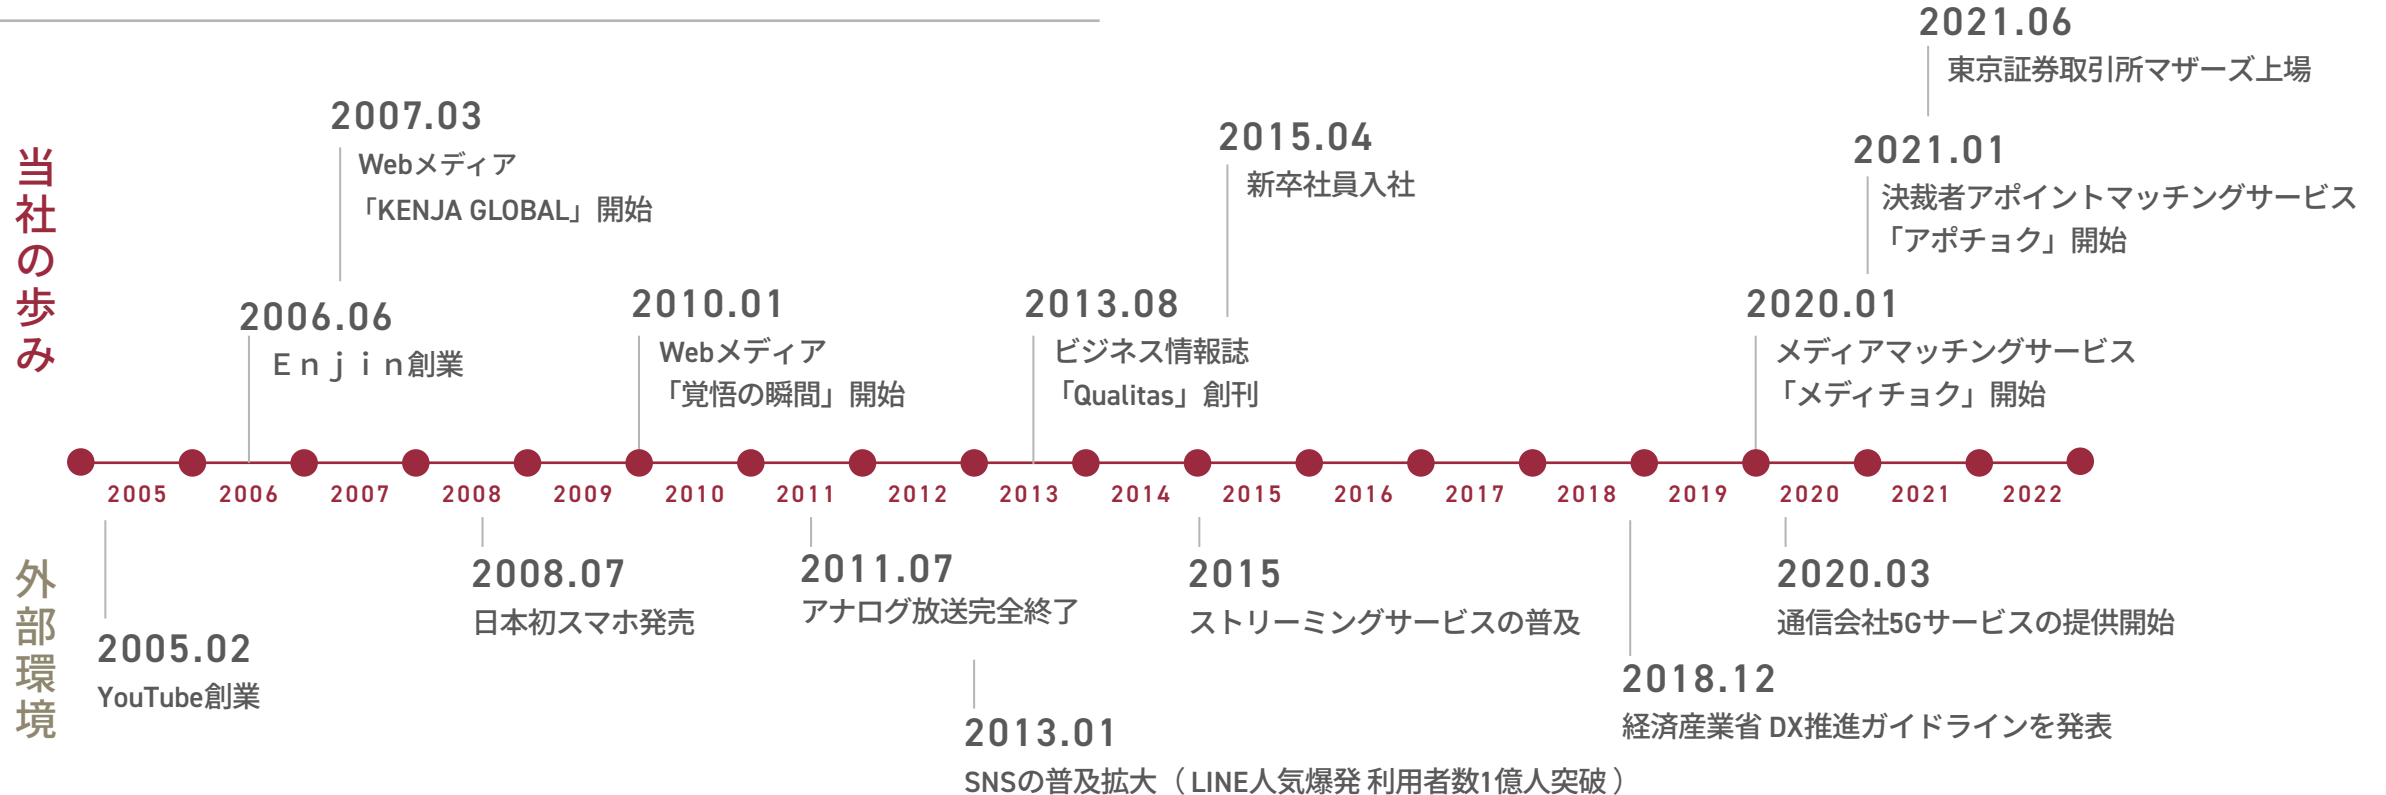 当社の歩み
2006.06
Ｅｎｊｉｎ創業
2007.03
Webメディア
「KENJA GLOBAL」開始
2010.01
Webメディア
「覚悟の瞬間」開始
2013.08
ビジネス情報誌
「Qualitas」創刊
2015.04
新卒社員入社
2020.01
メディアマッチングサービス
「メディチョク」開始
2021.01
決裁者アポイントマッチングサービス
「アポチョク」開始
2021.06
東京証券取引所マザーズ上場
2005 2006 2007 2008 2009 2010 2011 2012 2013 2014 2015 2016 2017 2018 2019 2020 2021 2022
外部環境
2005.02
YouTube創業
2008.07
日本初スマホ発売
2011.07
アナログ放送完全終了
2013.01
SNSの普及拡大（ LINE人気爆発 利用者数1億人突破 ）
2015
ストリーミングサービスの普及
2018.12
経済産業省 DX推進ガイドラインを発表
2020.03
通信会社5Gサービスの提供開始